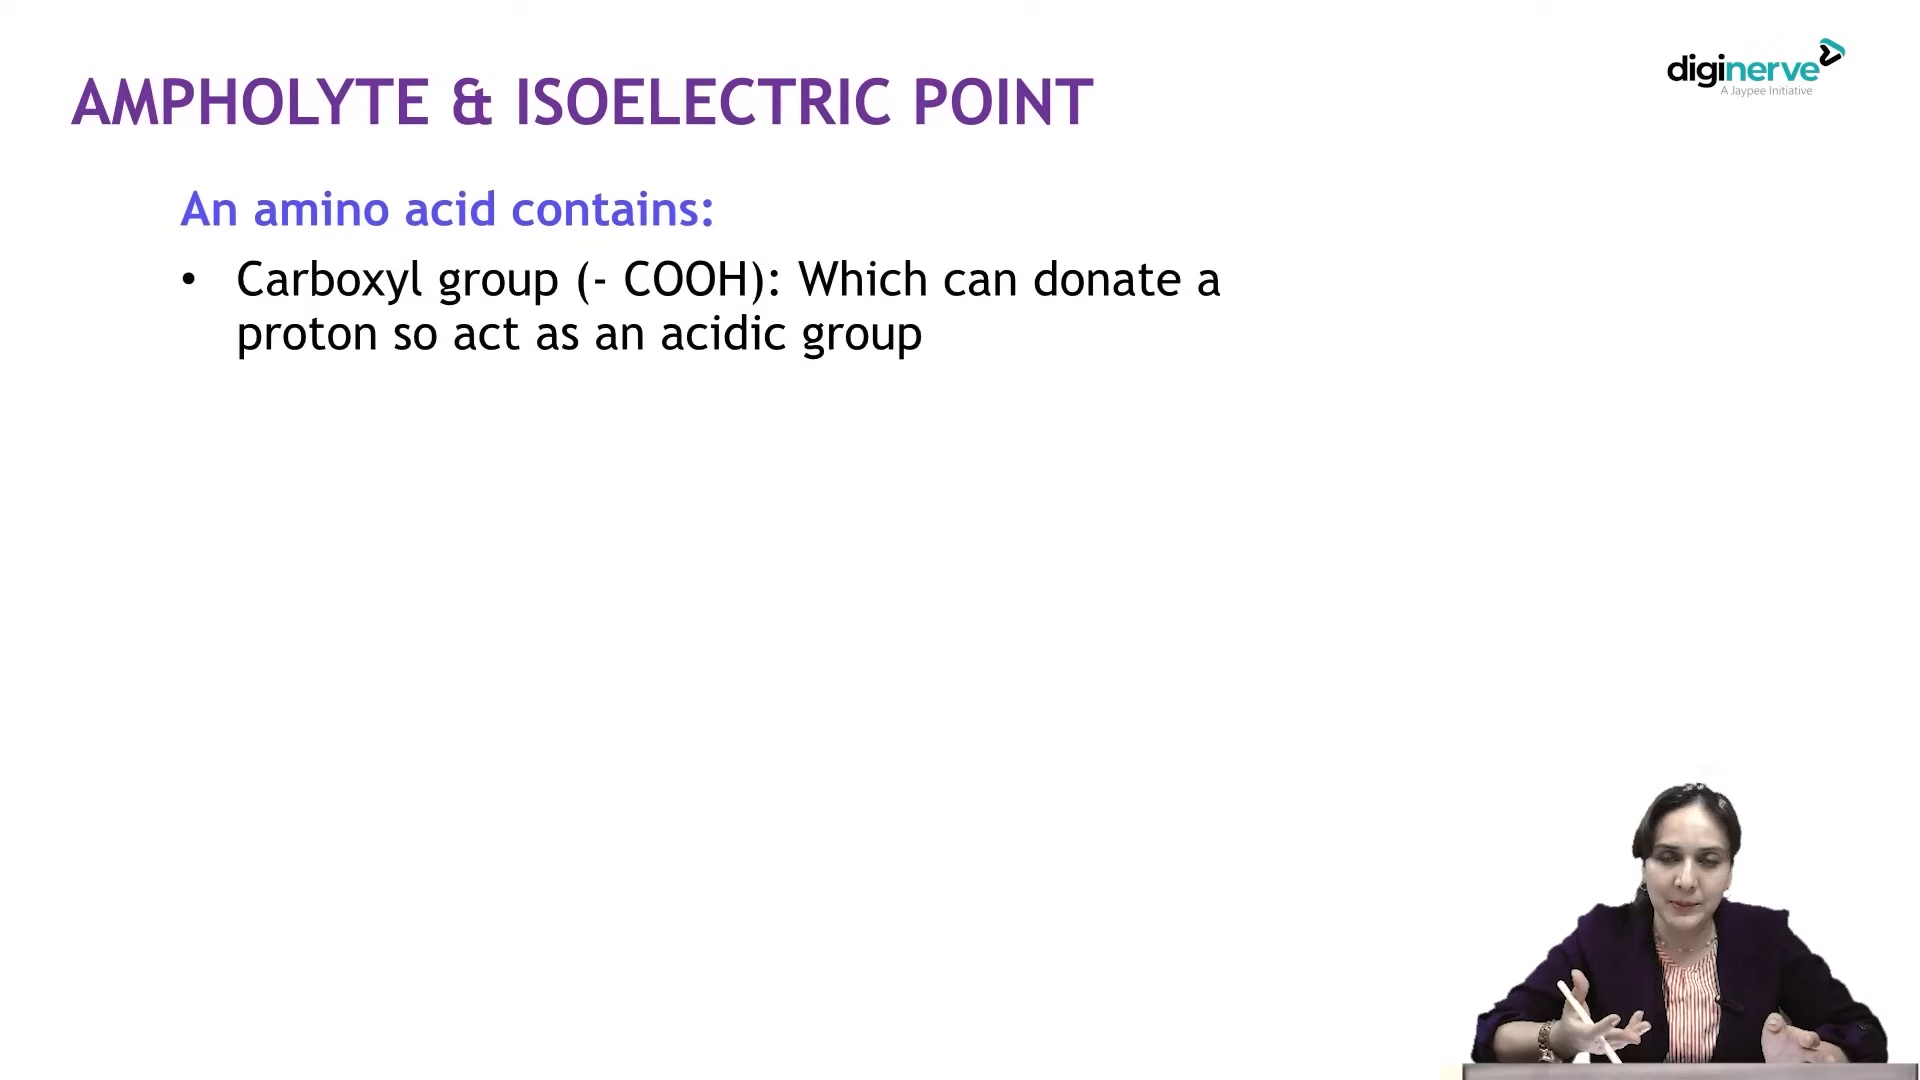 AMPHOLYTE & ISOELECTRIC POINT
diginerve
A Jaypee Initiative
An amino acid contains:
• Carboxyl group (- COOH): Which can donate a
proton so act as an acidic group